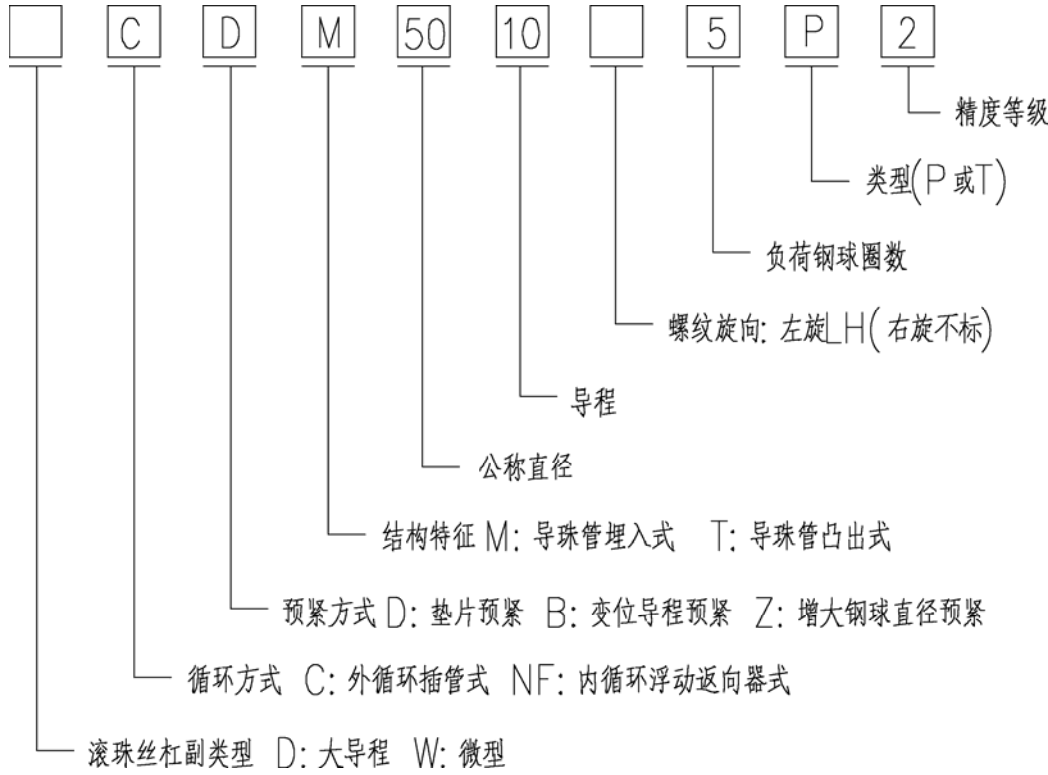 C D M 50 10 5 P 2
精度等级
类型(P或T)
负荷钢球圈数
螺纹旋向: 左旋LH(右旋不标)
导程
公称直径
结构特征 M: 导珠管埋入式 T: 导珠管凸出式
预紧方式 D: 垫片预紧 B: 变位导程预紧 Z: 增大钢球直径预紧
循环方式 C: 外循环插管式 NF: 内循环浮动返向器式
滚珠丝杠副类型 D: 大导程 W: 微型